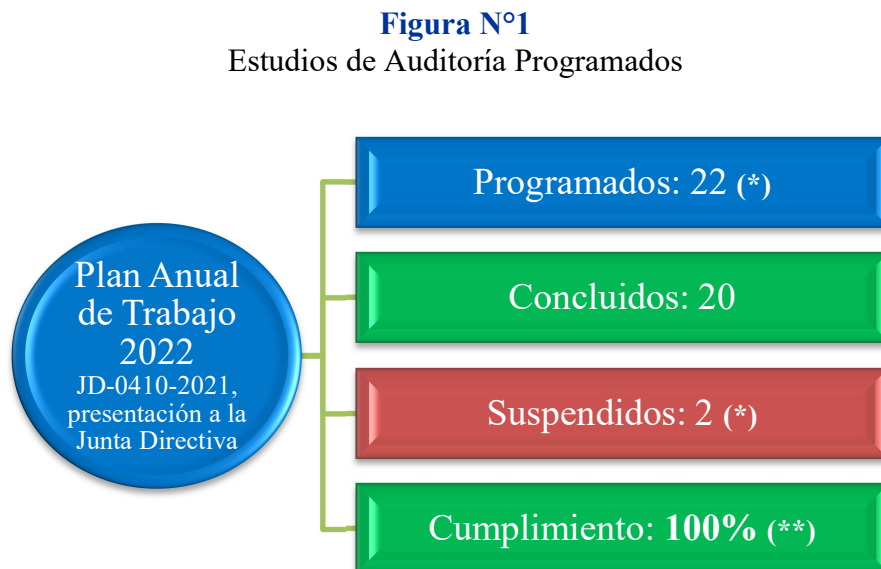 Figura N°1
Estudios de Auditoría Programados
Plan Anual
de Trabajo
2022
JD-0410-2021,
presentación a la
Junta Directiva
Programados: 22 (*)
Concluidos: 20
Suspendidos: 2 (*)
Cumplimiento: 100% (**)